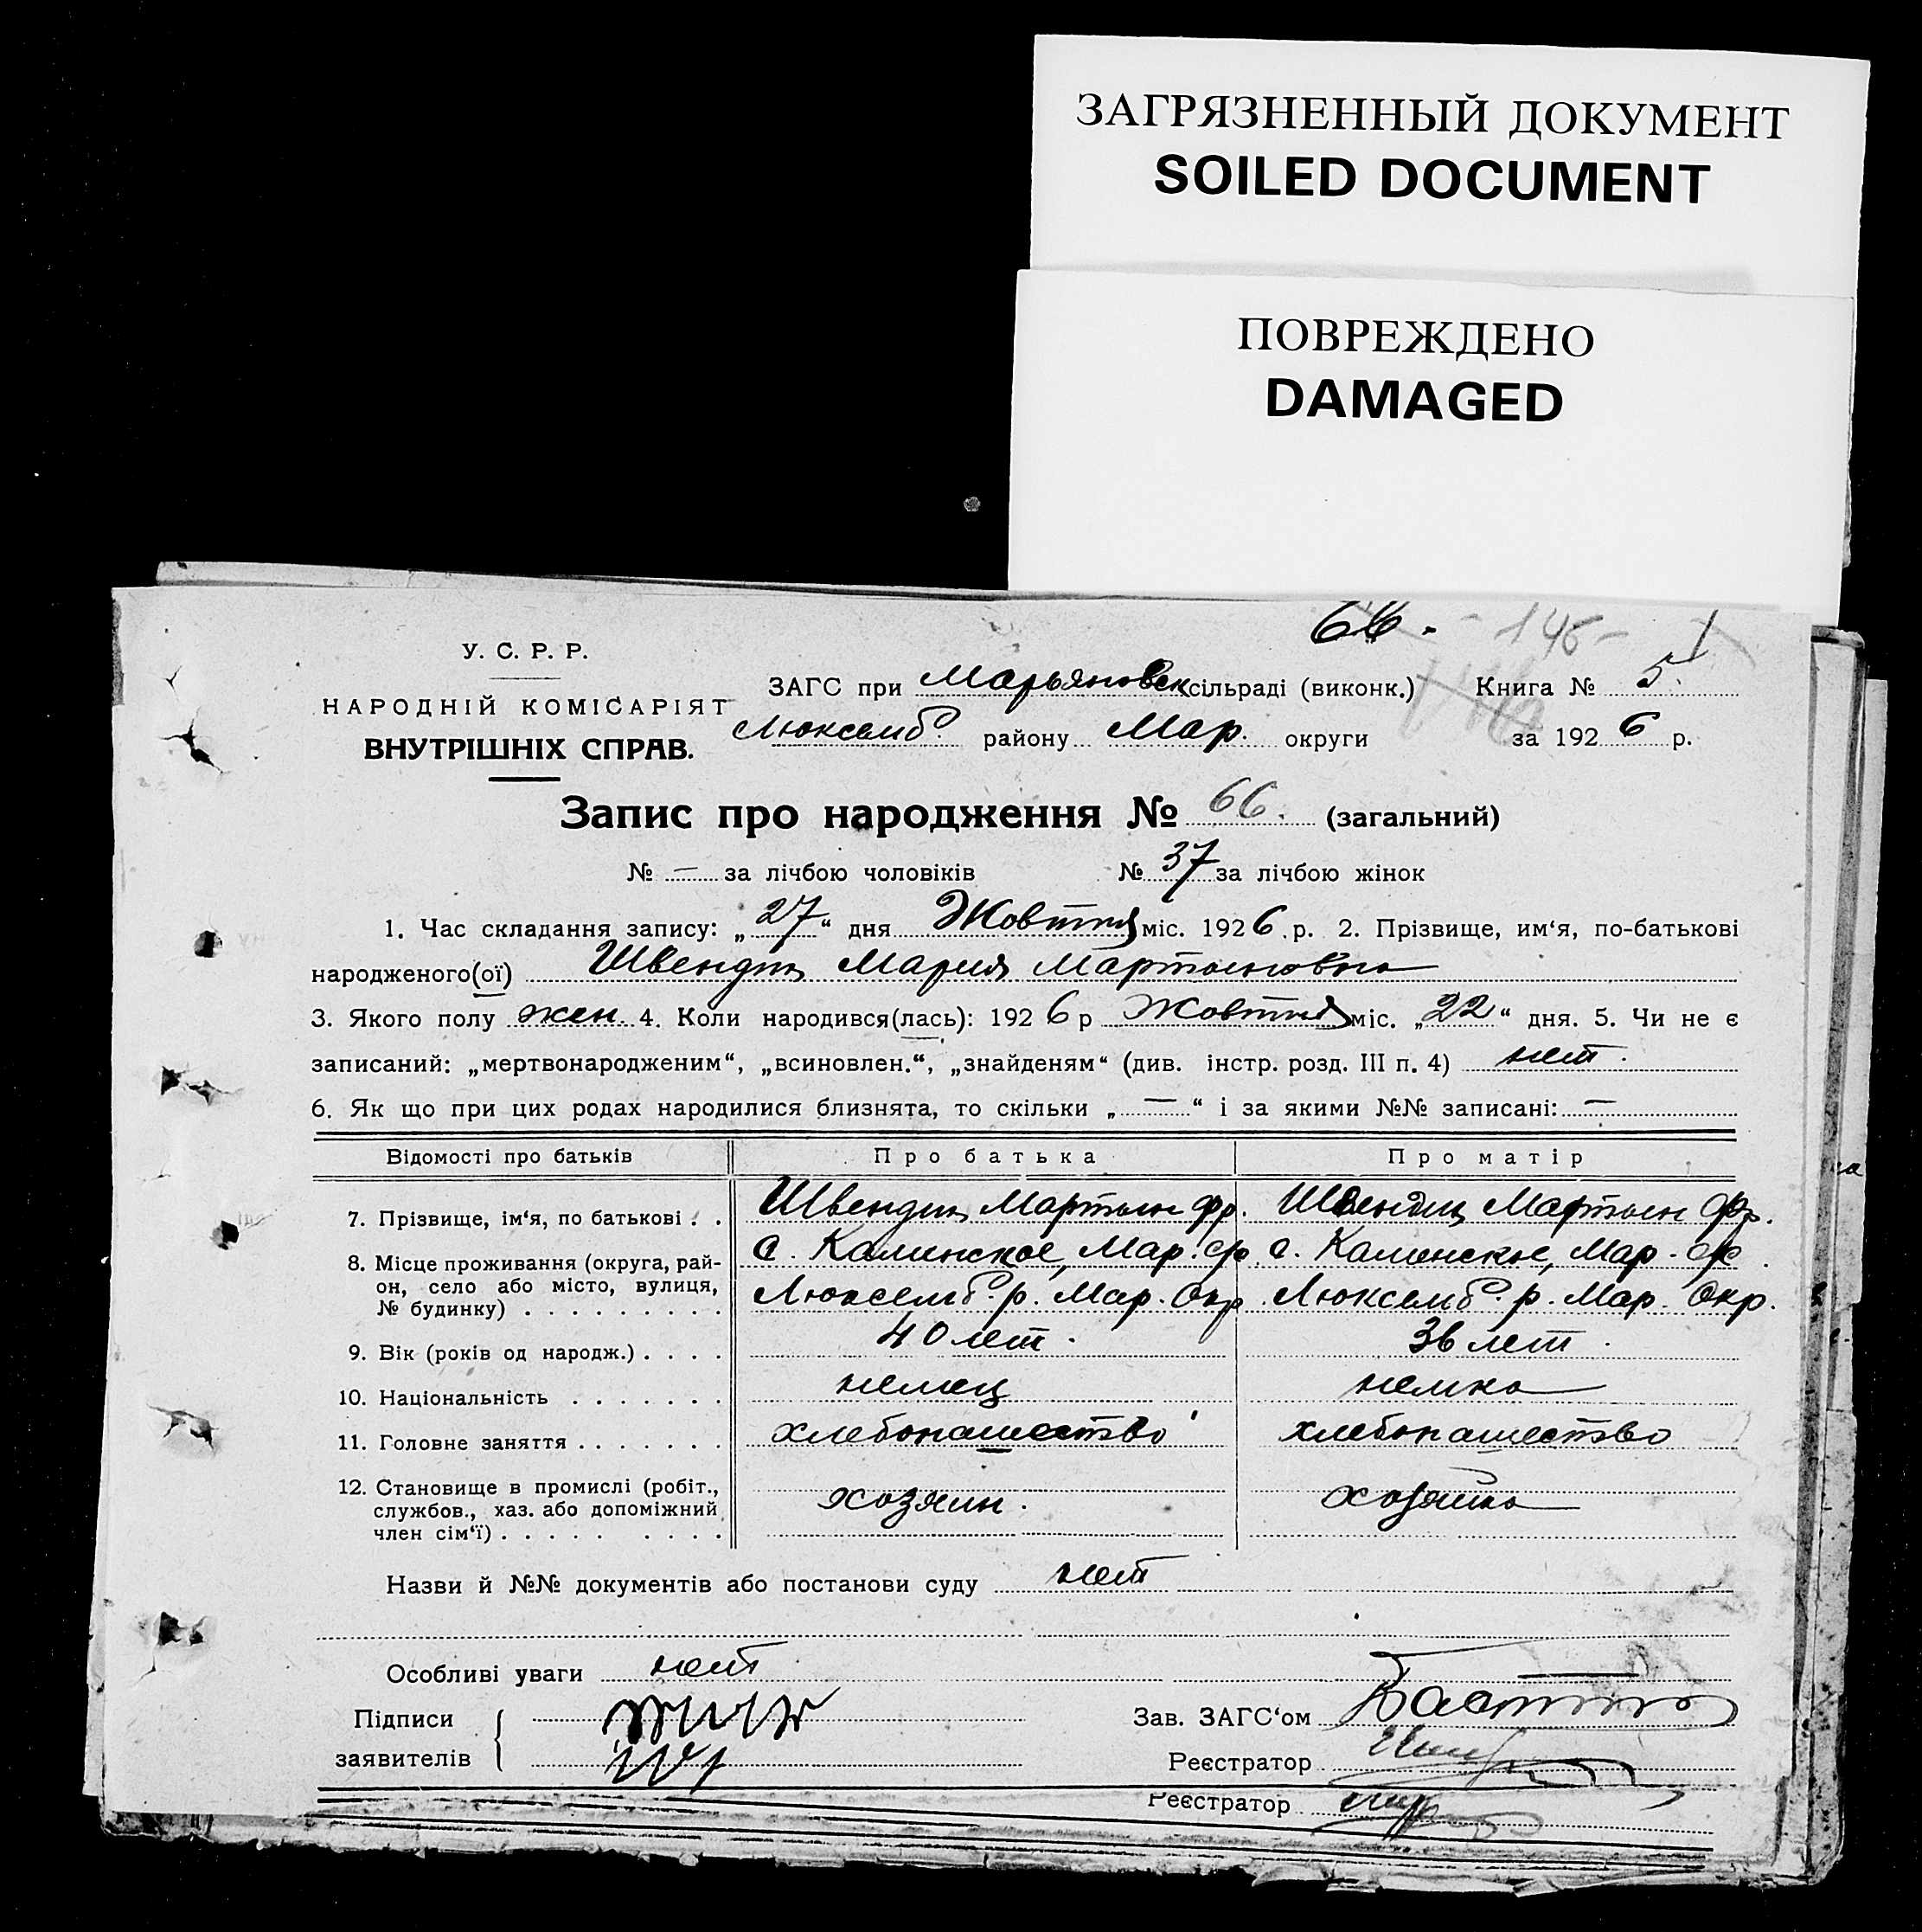 ЗАГРЯЗНЕННЫЙ ДОКУМЕНТ
SOILED DOCUMENT
ПОВРЕЖДЕНО
DAMAGED
66. - 146 -
У. С. Р. Р.
НАРОДНІЙ КОМІСАРІЯТ
ВНУТРІШНІХ СПРАВ.
ЗАГС при Марьяновск сільраді (виконк.) Книга № 5.
Люксемб. району Мар. округи за 1926 р.
Запис про народження № 66. (загальний)
№ — за лічбою чоловіків № 37 за лічбою жінок
1. Час складання запису: „27“ дня Жовтня міс. 1926 р. 2. Прізвище, им‘я, по-батькові
народженого(ої) Швендих Мария Мартыновна
3. Якого полу жен. 4. Коли народився(лась): 1926 р Жовтня міс. „22“ дня. 5. Чи не є
записаний: „мертвонародженим“, „всиновлен.“, „знайденям“ (див. інстр. розд. III п. 4) нет.
6. Як що при цих родах народилися близнята, то скільки „—“ і за якими №№ записані: —
Відомості про батьків Про батька Про матір
7. Прізвище, ім‘я, по батькові . . Швендих Мартын Фр. Швендих Мартын Фр.
8. Місце проживання (округа, рай- с. Каменское, Мар. с/с с. Каменское, Мар. с/с
он, село або місто, вулиця, Люксемб. р. Мар. Окр. Люксемб. р. Мар. Окр.
№ будинку) . . . . . . . . .
9. Вік (років од народж.) . . . . 40 лет. 36 лет.
10. Національність . . . . . . . немец немка
11. Головне заняття . . . . . . . хлебопашество хлебопашество
12. Становище в промислі (робіт.,
службов., хаз. або допоміжний хозяин. хозяйка
член сім‘ї) . . . . . . . . . .
Назви й №№ документів або постанови суду нет
Особливі уваги нет
Підписи
заявителів
Зав. ЗАГС‘ом
Реєстратор
Реєстратор